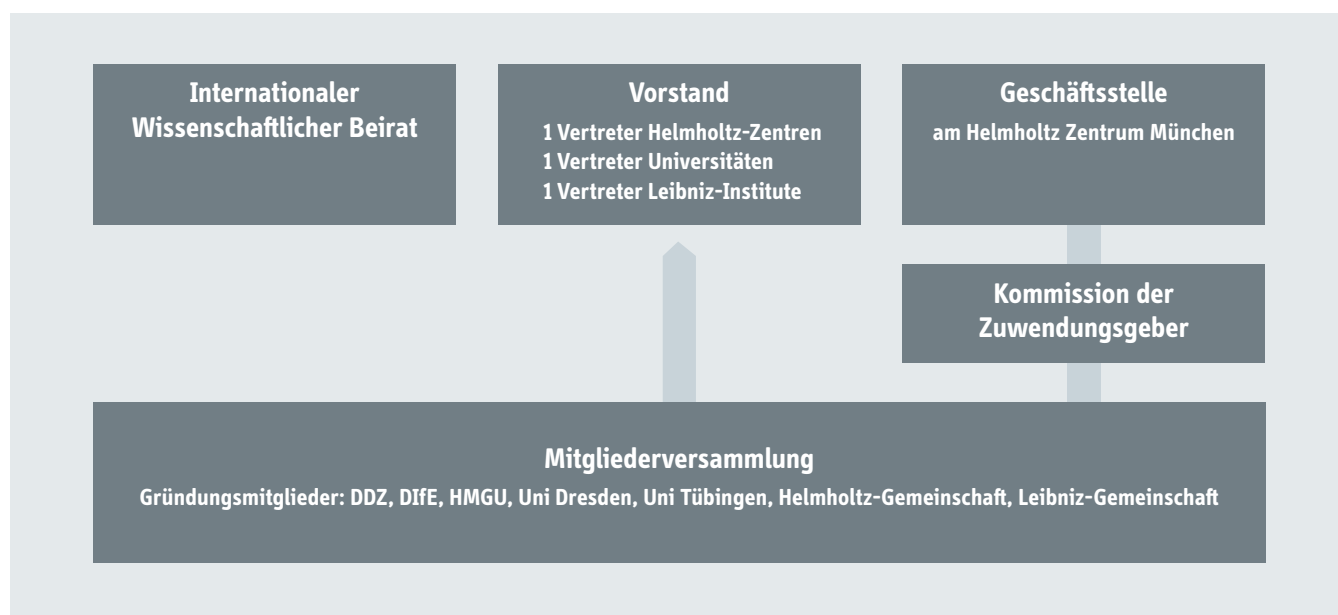 Internationaler
Wissenschaftlicher Beirat
Vorstand
1 Vertreter Helmholtz-Zentren
1 Vertreter Universitäten
1 Vertreter Leibniz-Institute
Geschäftsstelle
am Helmholtz Zentrum München
Kommission der
Zuwendungsgeber
Mitgliederversammlung
Gründungsmitglieder: DDZ, DIfE, HMGU, Uni Dresden, Uni Tübingen, Helmholtz-Gemeinschaft, Leibniz-Gemeinschaft